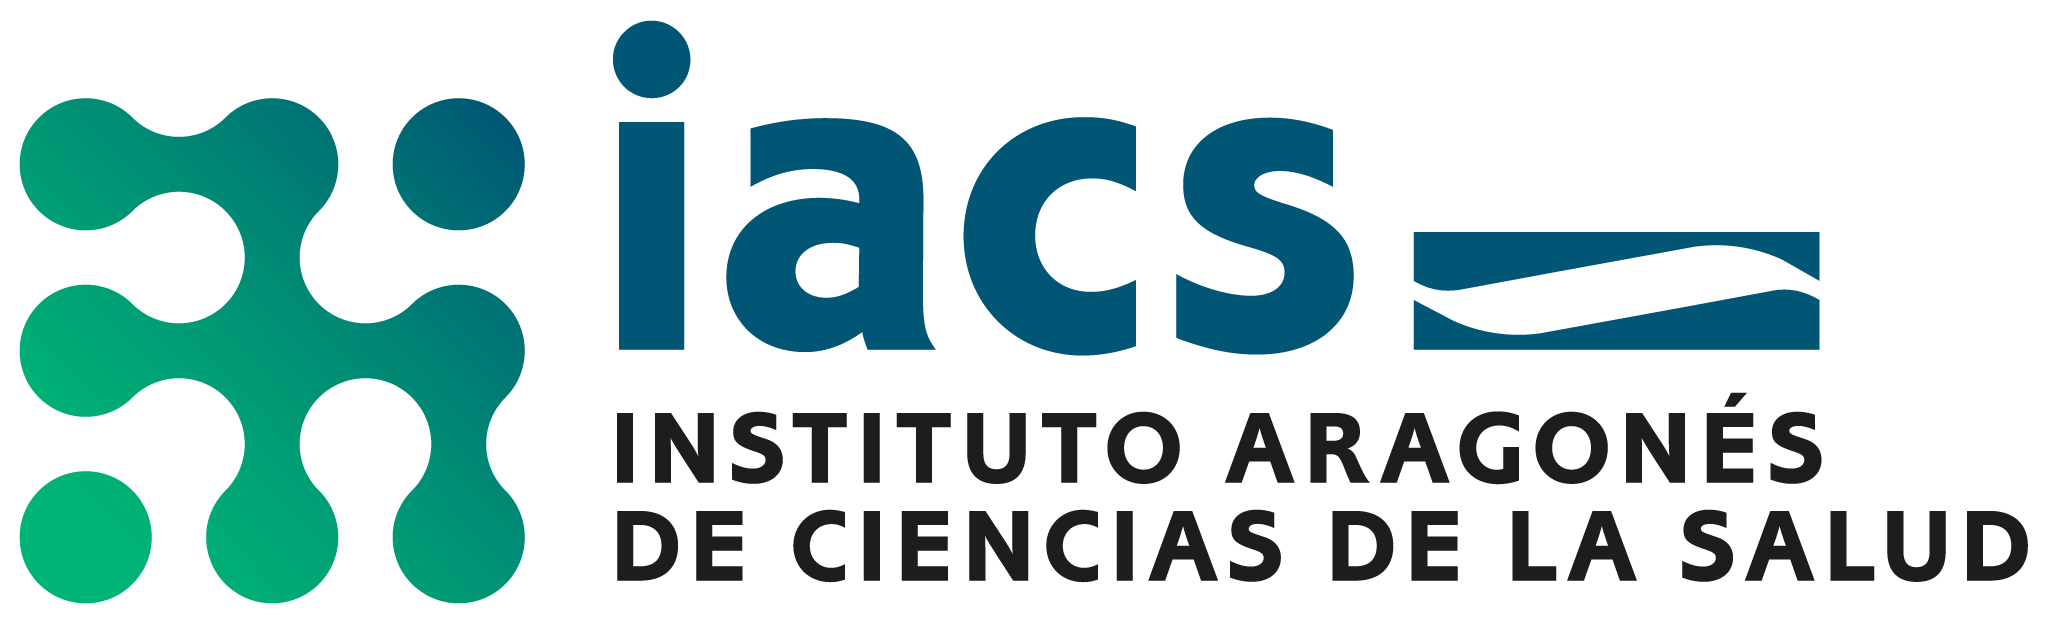 iacs
INSTITUTO ARAGONÉS
DE CIENCIAS DE LA SALUD